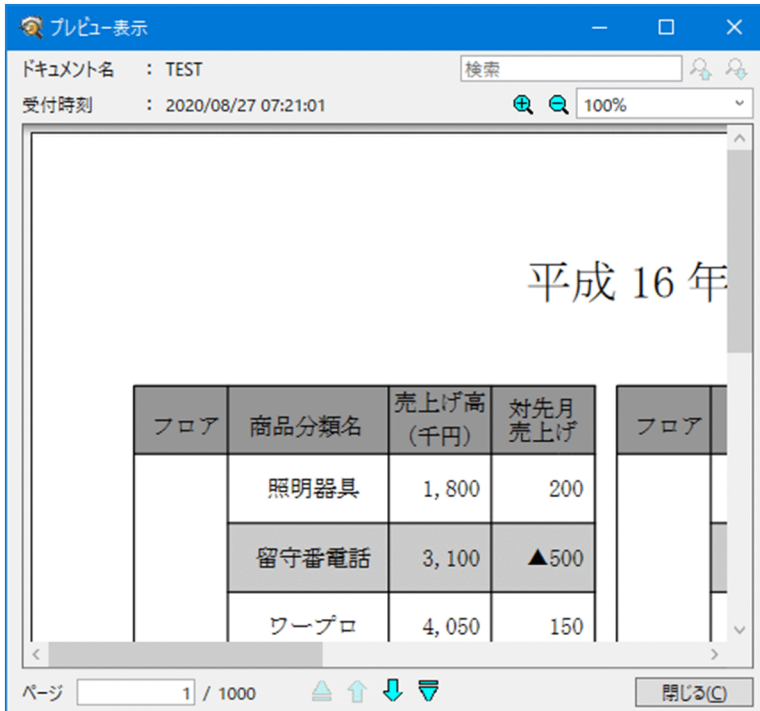 プレビュー表示
ドキュメント名 : TEST
検索
受付時刻 : 2020/08/27 07:21:01
100%
平成 16 年
フロア 商品分類名 売上げ高 (千円) 対先月 売上げ フロア
照明器具 1,800 200
留守番電話 3,100 ▲500
ワープロ 4,050 150
ページ 1 / 1000 閉じる(C)